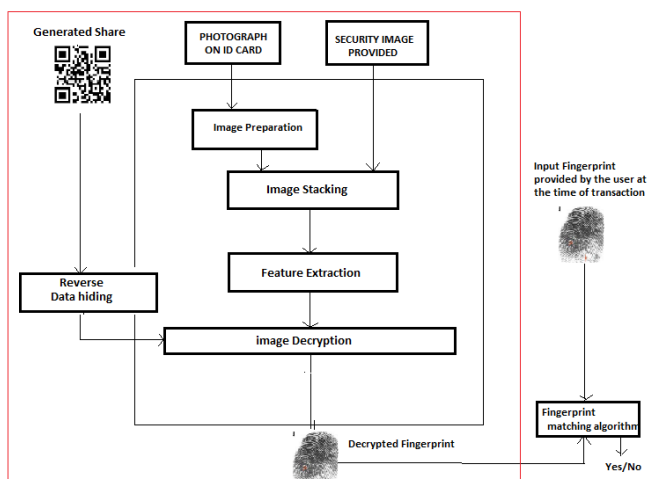 Generated Share
PHOTOGRAPH
ON ID CARD
SECURITY IMAGE
PROVIDED
Image Preparation
Image Stacking
Input Fingerprint
provided by the user at
the time of transaction
Feature Extraction
Reverse
Data hiding
image Decryption
Fingerprint
matching algorithm
Decrypted Fingerprint
Yes/No